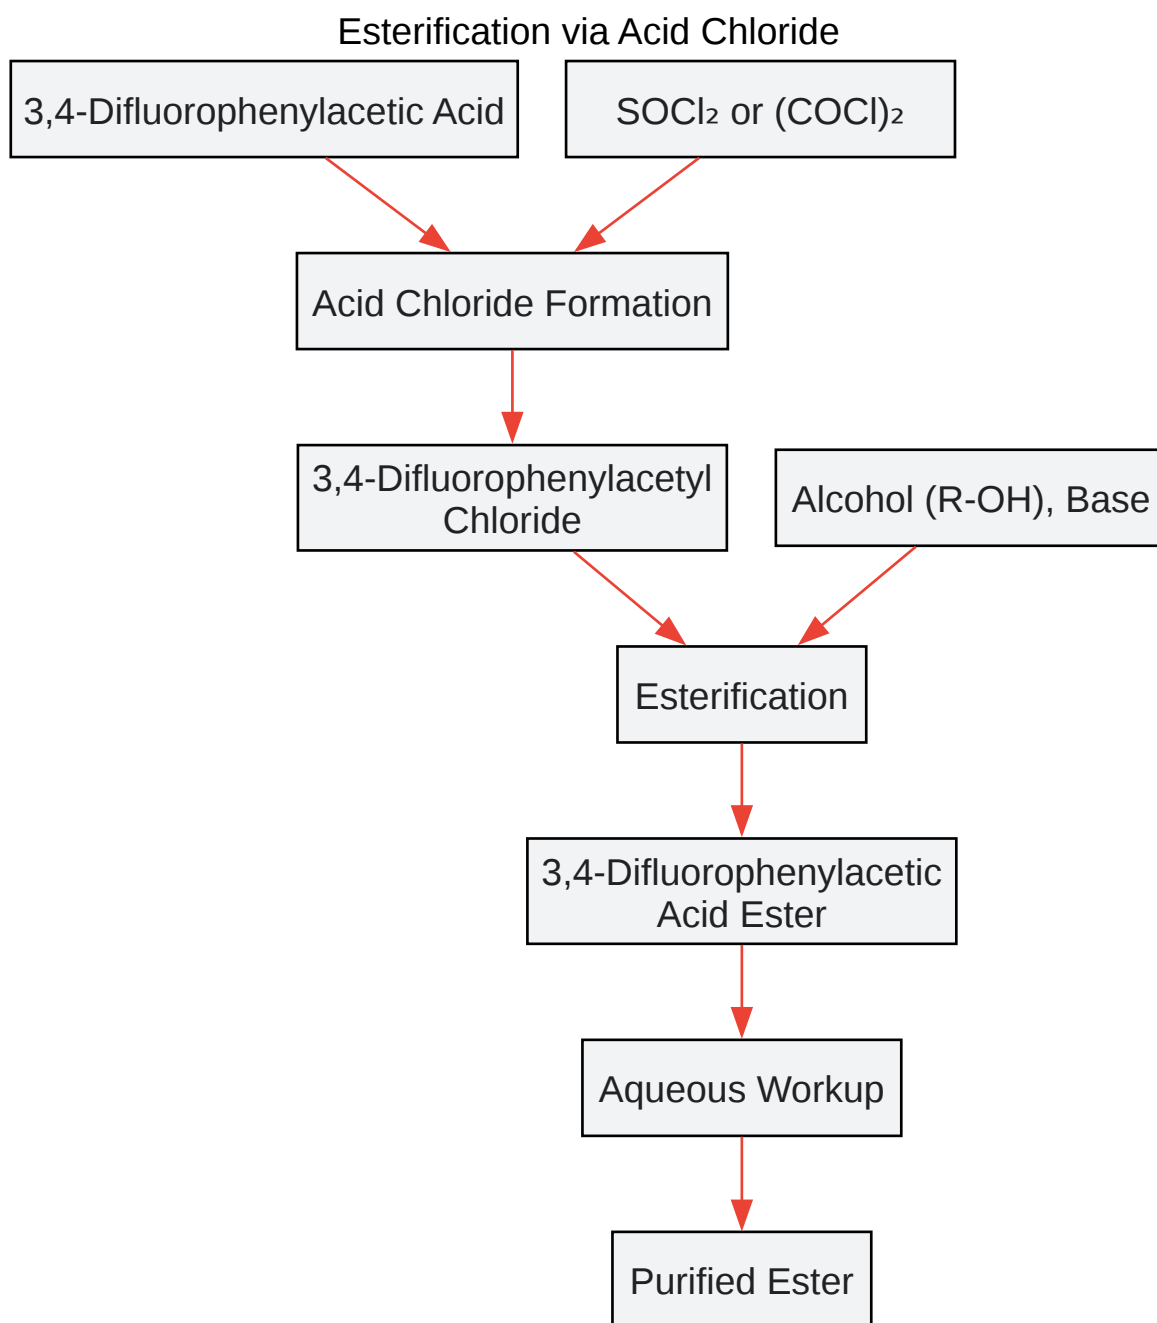 Esterification via Acid Chloride
3,4-Difluorophenylacetic Acid
SOCl₂ or (COCl)₂
Acid Chloride Formation
3,4-Difluorophenylacetyl
Chloride
Alcohol (R-OH), Base
Esterification
3,4-Difluorophenylacetic
Acid Ester
Aqueous Workup
Purified Ester